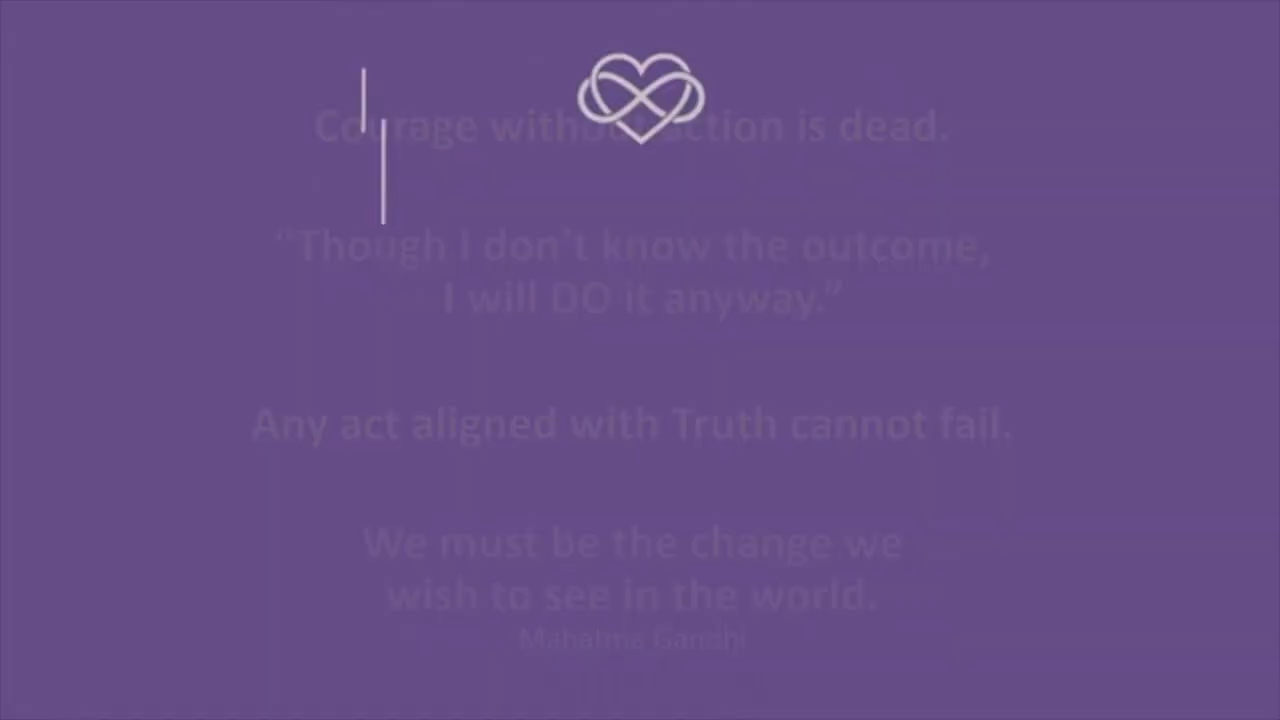 Courage without action is dead.
“Though I don’t know the outcome,
I will DO it anyway.”
Any act aligned with Truth cannot fail.
We must be the change we
wish to see in the world.
Mahatma Gandhi